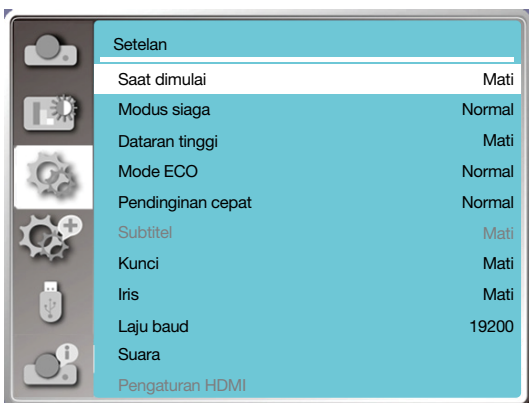 Setelan
Saat dimulai Mati
Modus siaga Normal
Dataran tinggi Mati
Mode ECO Normal
Pendinginan cepat Normal
Subtitel Mati
Kunci Mati
Iris Mati
Laju baud 19200
Suara
Pengaturan HDMI